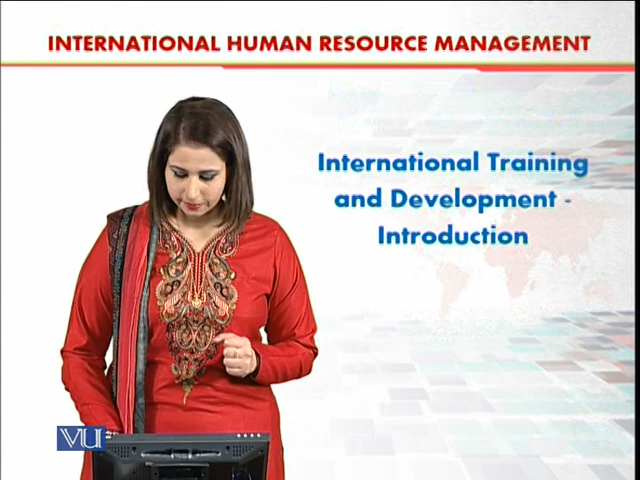 INTERNATIONAL HUMAN RESOURCE MANAGEMENT
International Training
and Development -
Introduction
VU